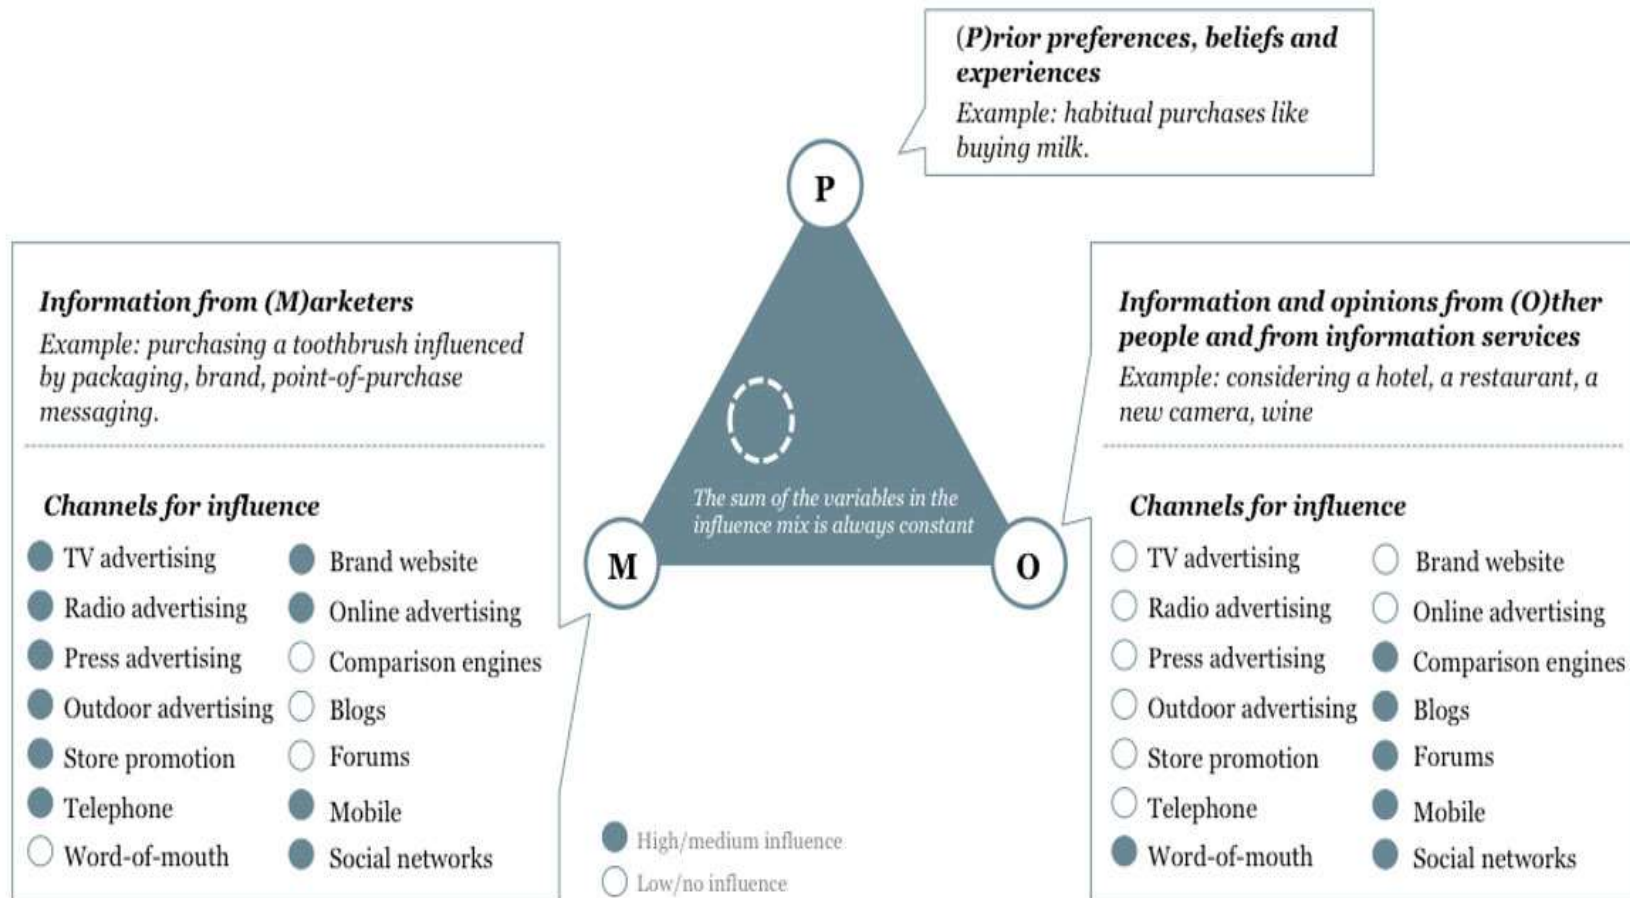 (P)rior preferences, beliefs and
experiences
Example: habitual purchases like
buying milk.
P
Information from (M)arketers
Example: purchasing a toothbrush influenced
by packaging, brand, point-of-purchase
messaging.
Channels for influence
TV advertising
Radio advertising
Press advertising
Outdoor advertising
Store promotion
Telephone
Word-of-mouth
Brand website
Online advertising
Comparison engines
Blogs
Forums
Mobile
Social networks
The sum of the variables in the
influence mix is always constant
M
O
High/medium influence
Low/no influence
Information and opinions from (O)ther
people and from information services
Example: considering a hotel, a restaurant, a
new camera, wine
Channels for influence
TV advertising
Radio advertising
Press advertising
Outdoor advertising
Store promotion
Telephone
Word-of-mouth
Brand website
Online advertising
Comparison engines
Blogs
Forums
Mobile
Social networks